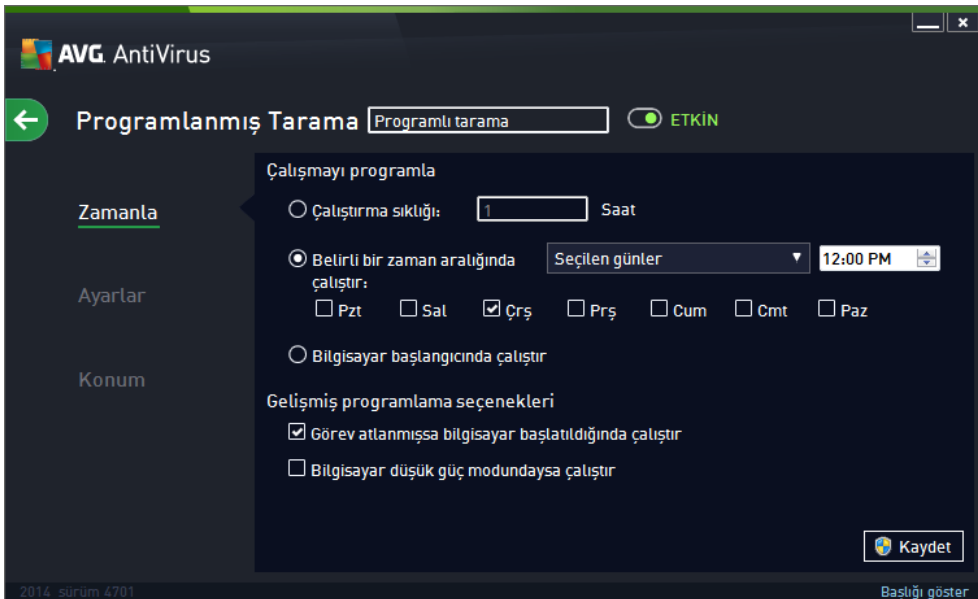 AVG. AntiVirus
Programlanmış Tarama Programlı tarama ETKİN
Çalışmayı programla
Zamanla
Çalıştırma sıklığı: 1 Saat
Belirli bir zaman aralığında çalıştır: Seçilen günler 12:00 PM
Ayarlar
Pzt Sal Çrş Prş Cum Cmt Paz
Bilgisayar başlangıcında çalıştır
Konum
Gelişmiş programlama seçenekleri
Görev atlanmışsa bilgisayar başlatıldığında çalıştır
Bilgisayar düşük güç modundaysa çalıştır
Kaydet
2014 sürüm 4701 Baslığı göster